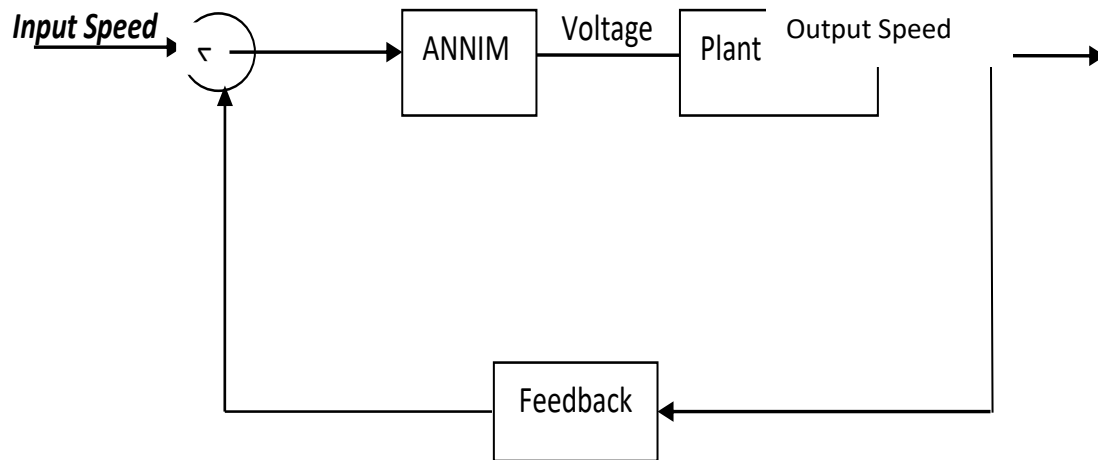 Input Speed
ANNIM
Voltage
Plant
Output Speed
Feedback